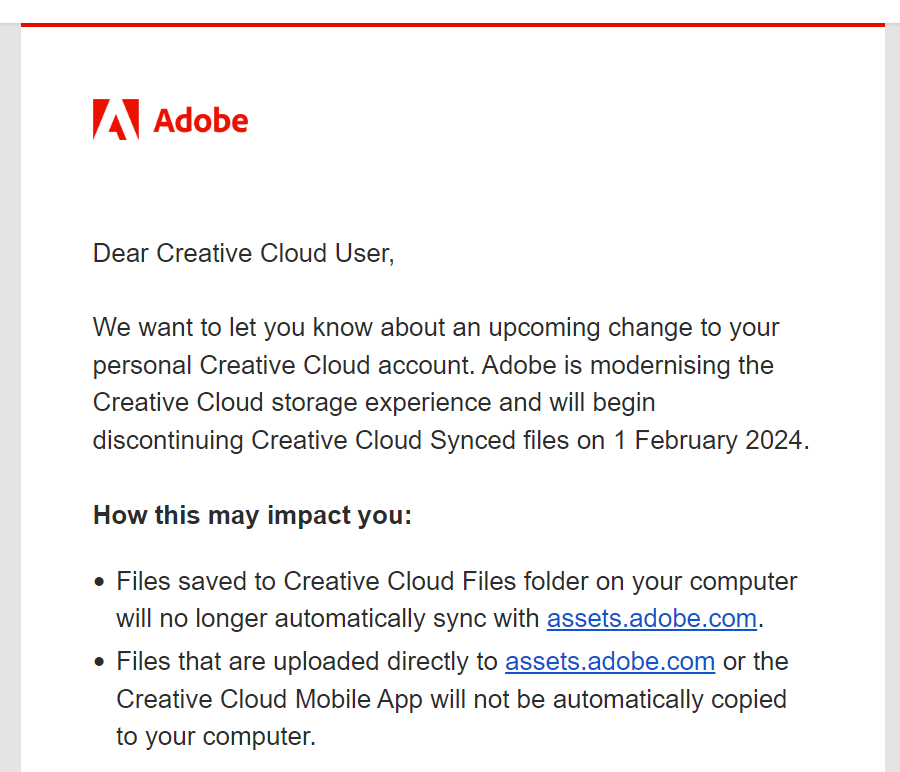 Adobe
Dear Creative Cloud User,
We want to let you know about an upcoming change to your
personal Creative Cloud account. Adobe is modernising the
Creative Cloud storage experience and will begin
discontinuing Creative Cloud Synced files on 1 February 2024.
How this may impact you:
• Files saved to Creative Cloud Files folder on your computer
will no longer automatically sync with assets.adobe.com.
• Files that are uploaded directly to assets.adobe.com or the
Creative Cloud Mobile App will not be automatically copied
to your computer.